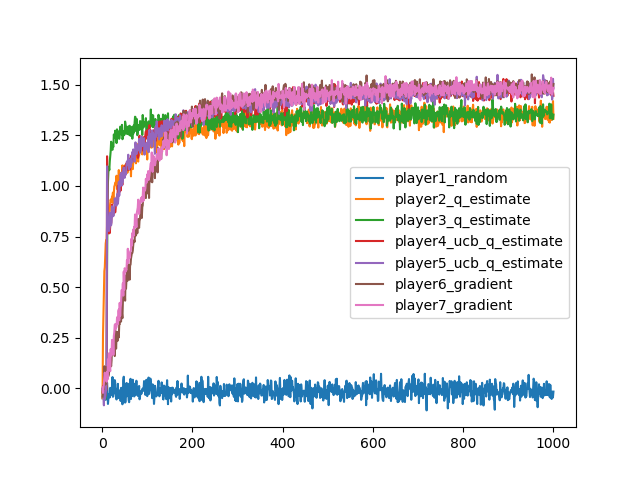 1.50
1.25
1.00
0.75
0.50
0.25
0.00
player1_random
player2_q_estimate
player3_q_estimate
player4_ucb_q_estimate
player5_ucb_q_estimate
player6_gradient
player7_gradient
0 200 400 600 800 1000